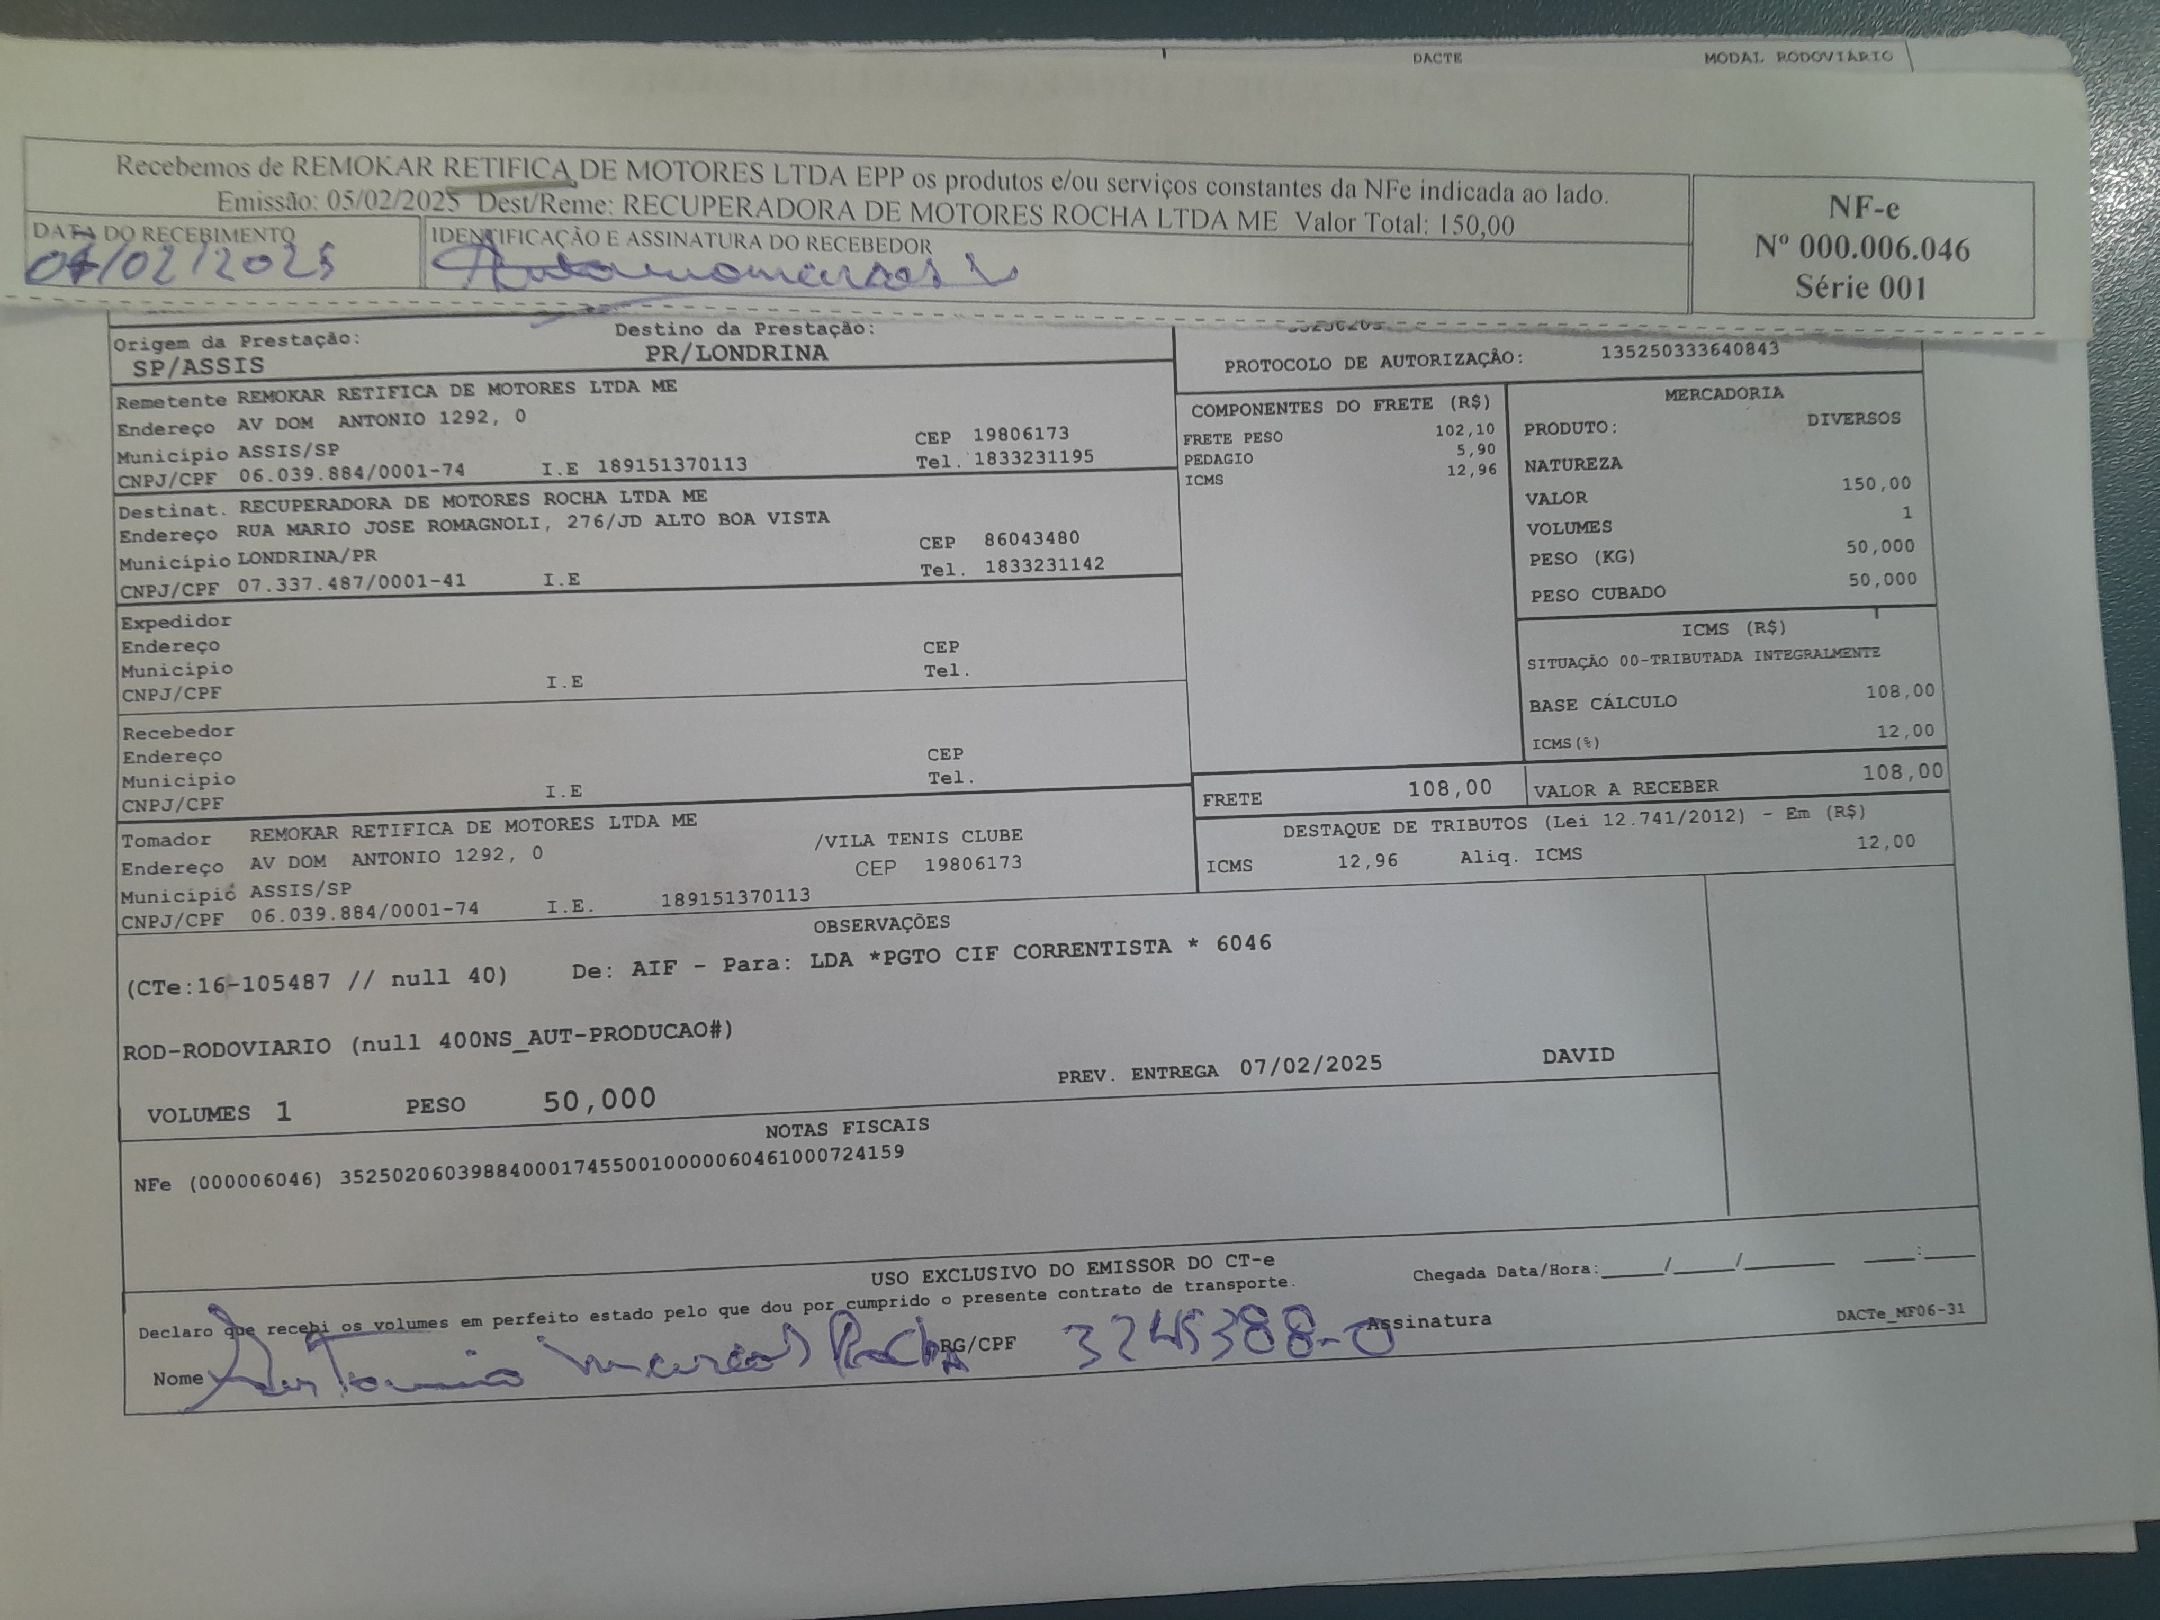 DACTE MODAL RODOVIÁRIO
Recebemos de REMOKAR RETIFICA DE MOTORES LTDA EPP os produtos e/ou serviços constantes da NFe indicada ao lado.
Emissão: 05/02/2025 Dest/Reme: RECUPERADORA DE MOTORES ROCHA LTDA ME Valor Total: 150,00
DATA DO RECEBIMENTO
/02/2025
IDENTIFICAÇÃO E ASSINATURA DO RECEBEDOR
NF-e
Nº 000.006.046
Série 001
Origem da Prestação:
SP/ASSIS
Destino da Prestação:
PR/LONDRINA
PROTOCOLO DE AUTORIZAÇÃO: 135250333640843
Remetente REMOKAR RETIFICA DE MOTORES LTDA ME
Endereço AV DOM ANTONIO 1292, 0
Município ASSIS/SP CEP 19806173
CNPJ/CPF 06.039.884/0001-74 I.E 189151370113 Tel. 1833231195
Destinat. RECUPERADORA DE MOTORES ROCHA LTDA ME
Endereço RUA MARIO JOSE ROMAGNOLI, 276/JD ALTO BOA VISTA
Município LONDRINA/PR CEP 86043480
CNPJ/CPF 07.337.487/0001-41 I.E Tel. 1833231142
Expedidor
Endereço CEP
Município Tel.
CNPJ/CPF I.E
Recebedor
Endereço CEP
Município Tel.
CNPJ/CPF I.E
Tomador REMOKAR RETIFICA DE MOTORES LTDA ME
Endereço AV DOM ANTONIO 1292, 0 /VILA TENIS CLUBE
Município ASSIS/SP CEP 19806173
CNPJ/CPF 06.039.884/0001-74 I.E. 189151370113
COMPONENTES DO FRETE (R$)
FRETE PESO 102,10
PEDAGIO 5,90
ICMS 12,96
MERCADORIA
PRODUTO: DIVERSOS
NATUREZA
VALOR 150,00
VOLUMES 1
PESO (KG) 50,000
PESO CUBADO 50,000
ICMS (R$)
SITUAÇÃO 00-TRIBUTADA INTEGRALMENTE
BASE CÁLCULO 108,00
ICMS(%) 12,00
FRETE 108,00 VALOR A RECEBER 108,00
DESTAQUE DE TRIBUTOS (Lei 12.741/2012) - Em (R$)
ICMS 12,96 Aliq. ICMS 12,00
OBSERVAÇÕES
(CTe:16-105487 // null 40) De: AIF - Para: LDA *PGTO CIF CORRENTISTA * 6046
ROD-RODOVIARIO (null 400NS_AUT-PRODUCAO#)
VOLUMES 1 PESO 50,000 PREV. ENTREGA 07/02/2025 DAVID
NOTAS FISCAIS
NFe (000006046) 35250206039884000174550010000060461000724159
USO EXCLUSIVO DO EMISSOR DO CT-e
Declaro que recebi os volumes em perfeito estado pelo que dou por cumprido o presente contrato de transporte.
Chegada Data/Hora:____/____/______ ____:____
Nome Antonio marcos Rocha RG/CPF 3245388-0 Assinatura
DACTe_MF06-31